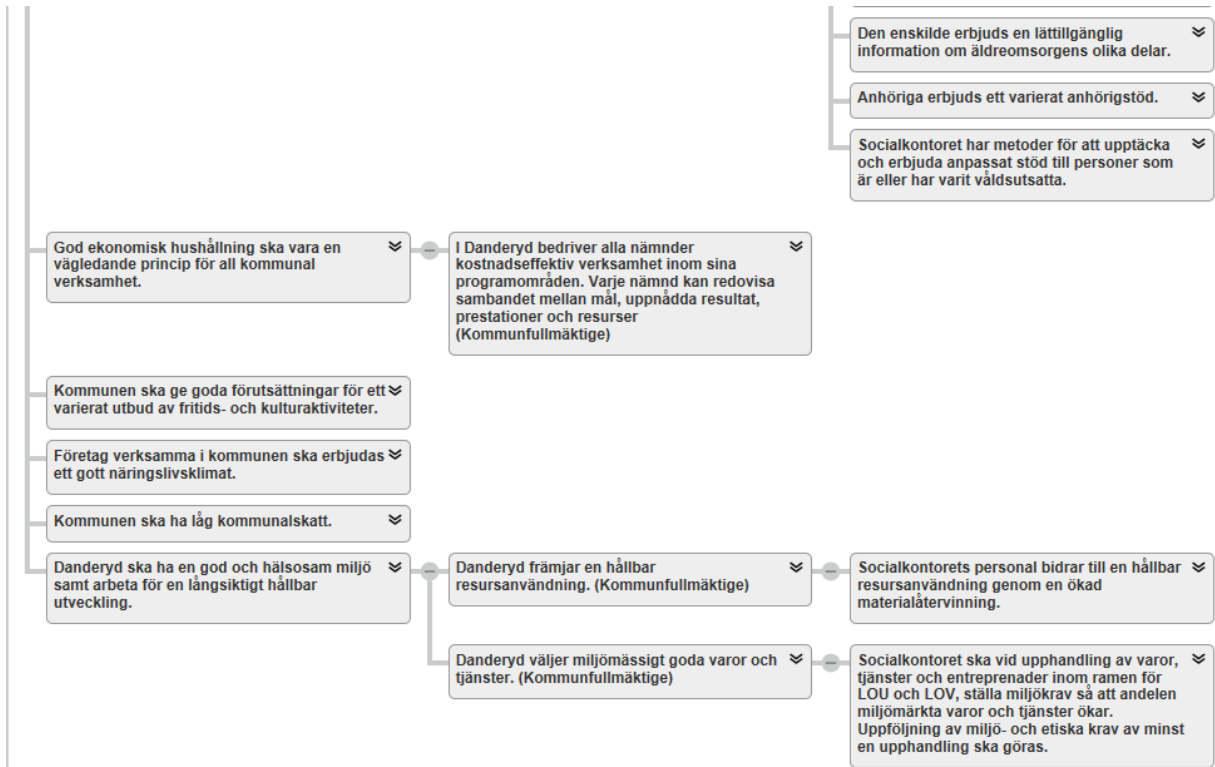 Den enskilde erbjuds en lättillgänglig
information om äldreomsorgens olika delar.
Anhöriga erbjuds ett varierat anhörigstöd.
Socialkontoret har metoder för att upptäcka
och erbjuda anpassat stöd till personer som
är eller har varit våldsutsatta.
God ekonomisk hushållning ska vara en
vägledande princip för all kommunal
verksamhet.
I Danderyd bedriver alla nämnder
kostnadseffektiv verksamhet inom sina
programområden. Varje nämnd kan redovisa
sambandet mellan mål, uppnådda resultat,
prestationer och resurser
(Kommunfullmäktige)
Kommunen ska ge goda förutsättningar för ett
varierat utbud av fritids- och kulturaktiviteter.
Företag verksamma i kommunen ska erbjudas
ett gott näringslivsklimat.
Kommunen ska ha låg kommunalskatt.
Danderyd ska ha en god och hälsosam miljö
samt arbeta för en långsiktigt hållbar
utveckling.
Danderyd främjar en hållbar
resursanvändning. (Kommunfullmäktige)
Socialkontorets personal bidrar till en hållbar
resursanvändning genom en ökad
materialåtervinning.
Danderyd väljer miljömässigt goda varor och
tjänster. (Kommunfullmäktige)
Socialkontoret ska vid upphandling av varor,
tjänster och entreprenader inom ramen för
LOU och LOV, ställa miljökrav så att andelen
miljömärkta varor och tjänster ökar.
Uppföljning av miljö- och etiska krav av minst
en upphandling ska göras.